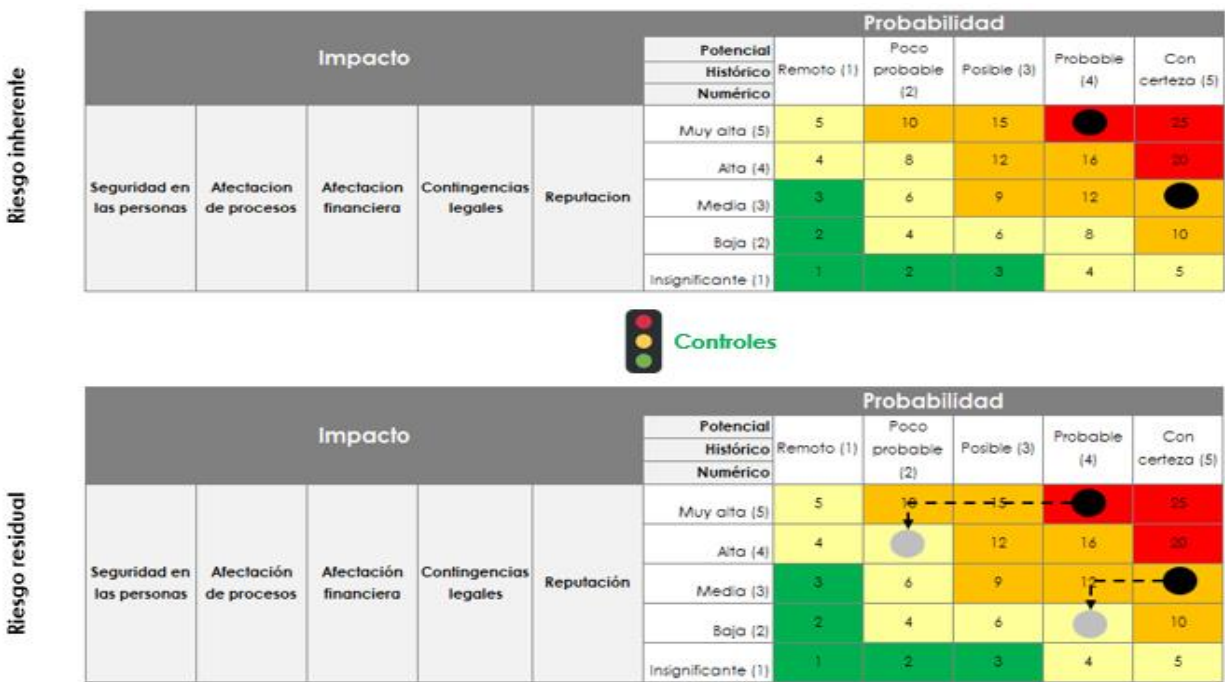 Riesgo inherente
Impacto
Probabilidad
Potencial
Histórico
Numérico
Remoto (1)
Poco
probable
(2)
Posible (3)
Probable
(4)
Con
certeza (5)
Seguridad en
las personas
Afectacion
de procesos
Afectacion
financiera
Contingencias
legales
Reputacion
Muy alta (5) 5 10 15 25
Alta (4) 4 8 12 16 20
Media (3) 3 6 9 12
Baja (2) 2 4 6 8 10
Insignificante (1) 1 2 3 4 5
Controles
Riesgo residual
Impacto
Probabilidad
Potencial
Histórico
Numérico
Remoto (1)
Poco
probable
(2)
Posible (3)
Probable
(4)
Con
certeza (5)
Seguridad en
las personas
Afectación
de procesos
Afectación
financiera
Contingencias
legales
Reputación
Muy alta (5) 5 10 15 25
Alta (4) 4 12 16 20
Media (3) 3 6 9 12
Baja (2) 2 4 6 10
Insignificante (1) 1 2 3 4 5